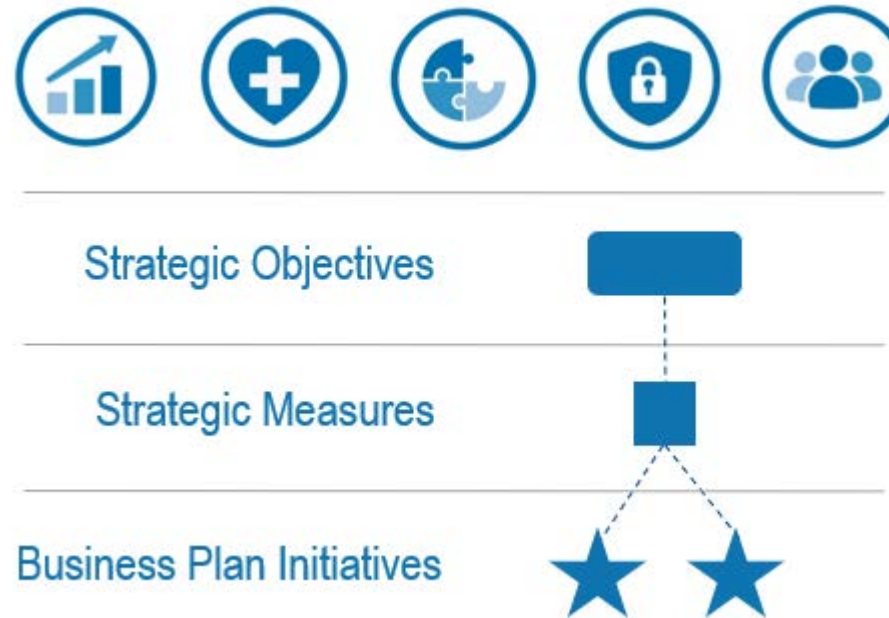 Strategic Objectives
Strategic Measures
Business Plan Initiatives